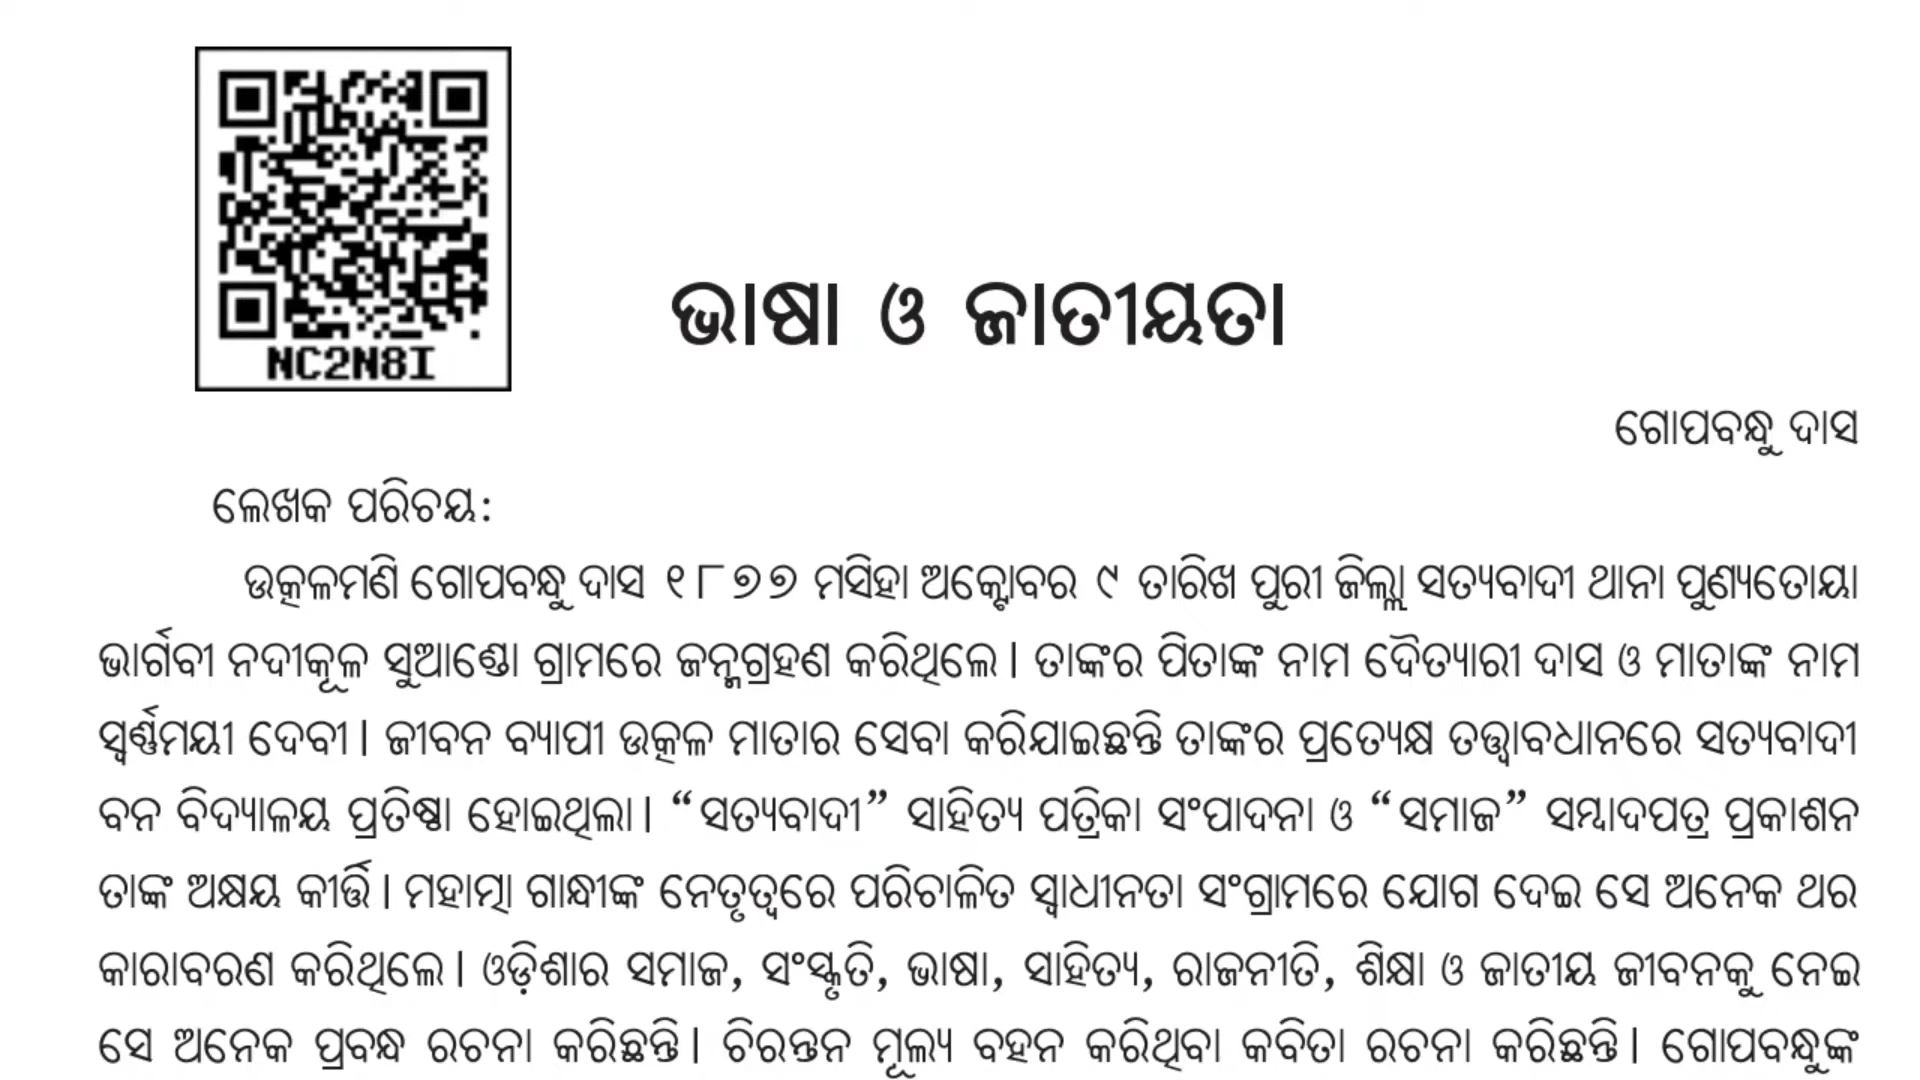 NC2N8I
ଭାଷା ଓ ଜାତୀୟତା
ଗୋପବନ୍ଧୁ ଦାସ
ଲେଖକ ପରିଚୟ:
ଉତ୍କଳମଣି ଗୋପବନ୍ଧୁ ଦାସ ୧୮୭୭ ମସିହା ଅକ୍ଟୋବର ୯ ତାରିଖ ପୁରୀ ଜିଲ୍ଲା ସତ୍ୟବାଦୀ ଥାନା ପୁଣ୍ୟତୋୟା
ଭାର୍ଗବୀ ନଦୀକୂଳ ସୁଆଣ୍ଡୋ ଗ୍ରାମରେ ଜନ୍ମଗ୍ରହଣ କରିଥିଲେ। ତାଙ୍କର ପିତାଙ୍କ ନାମ ଦୈତ୍ୟାରୀ ଦାସ ଓ ମାତାଙ୍କ ନାମ
ସ୍ୱର୍ଣ୍ଣମୟୀ ଦେବୀ। ଜୀବନ ବ୍ୟାପୀ ଉତ୍କଳ ମାତାର ସେବା କରିଯାଇଛନ୍ତି ତାଙ୍କର ପ୍ରତ୍ୟେକ୍ଷ ତତ୍ତ୍ୱାବଧାନରେ ସତ୍ୟବାଦୀ
ବନ ବିଦ୍ୟାଳୟ ପ୍ରତିଷ୍ଠା ହୋଇଥିଲା। “ସତ୍ୟବାଦୀ” ସାହିତ୍ୟ ପତ୍ରିକା ସଂପାଦନା ଓ “ସମାଜ” ସମ୍ବାଦପତ୍ର ପ୍ରକାଶନ
ତାଙ୍କ ଅକ୍ଷୟ କୀର୍ତ୍ତି। ମହାତ୍ମା ଗାନ୍ଧୀଙ୍କ ନେତୃତ୍ୱରେ ପରିଚାଳିତ ସ୍ୱାଧୀନତା ସଂଗ୍ରାମରେ ଯୋଗ ଦେଇ ସେ ଅନେକ ଥର
କାରାବରଣ କରିଥିଲେ। ଓଡ଼ିଶାର ସମାଜ, ସଂସ୍କୃତି, ଭାଷା, ସାହିତ୍ୟ, ରାଜନୀତି, ଶିକ୍ଷା ଓ ଜାତୀୟ ଜୀବନକୁ ନେଇ
ସେ ଅନେକ ପ୍ରବନ୍ଧ ରଚନା କରିଛନ୍ତି। ଚିରନ୍ତନ ମୂଲ୍ୟ ବହନ କରିଥିବା କବିତା ରଚନା କରିଛନ୍ତି। ଗୋପବନ୍ଧୁଙ୍କ